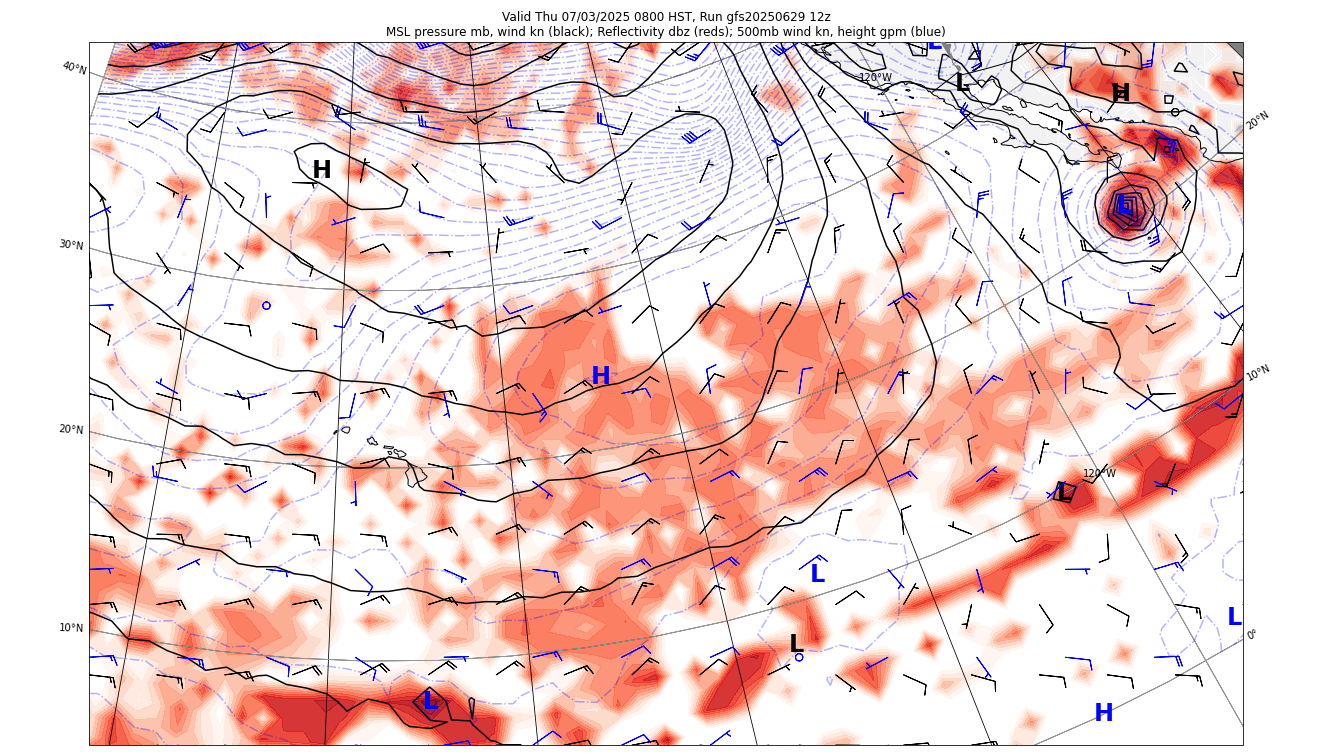 Valid Thu 07/03/2025 0800 HST, Run gfs20250629 12z
MSL pressure mb, wind kn (black); Reflectivity dbz (reds); 500mb wind kn, height gpm (blue)
L
40°N
120°W
L
H
20°N
H
L
30°N
H
10°N
20°N
120°W
L
L
10°N
L
0°
L
L
H